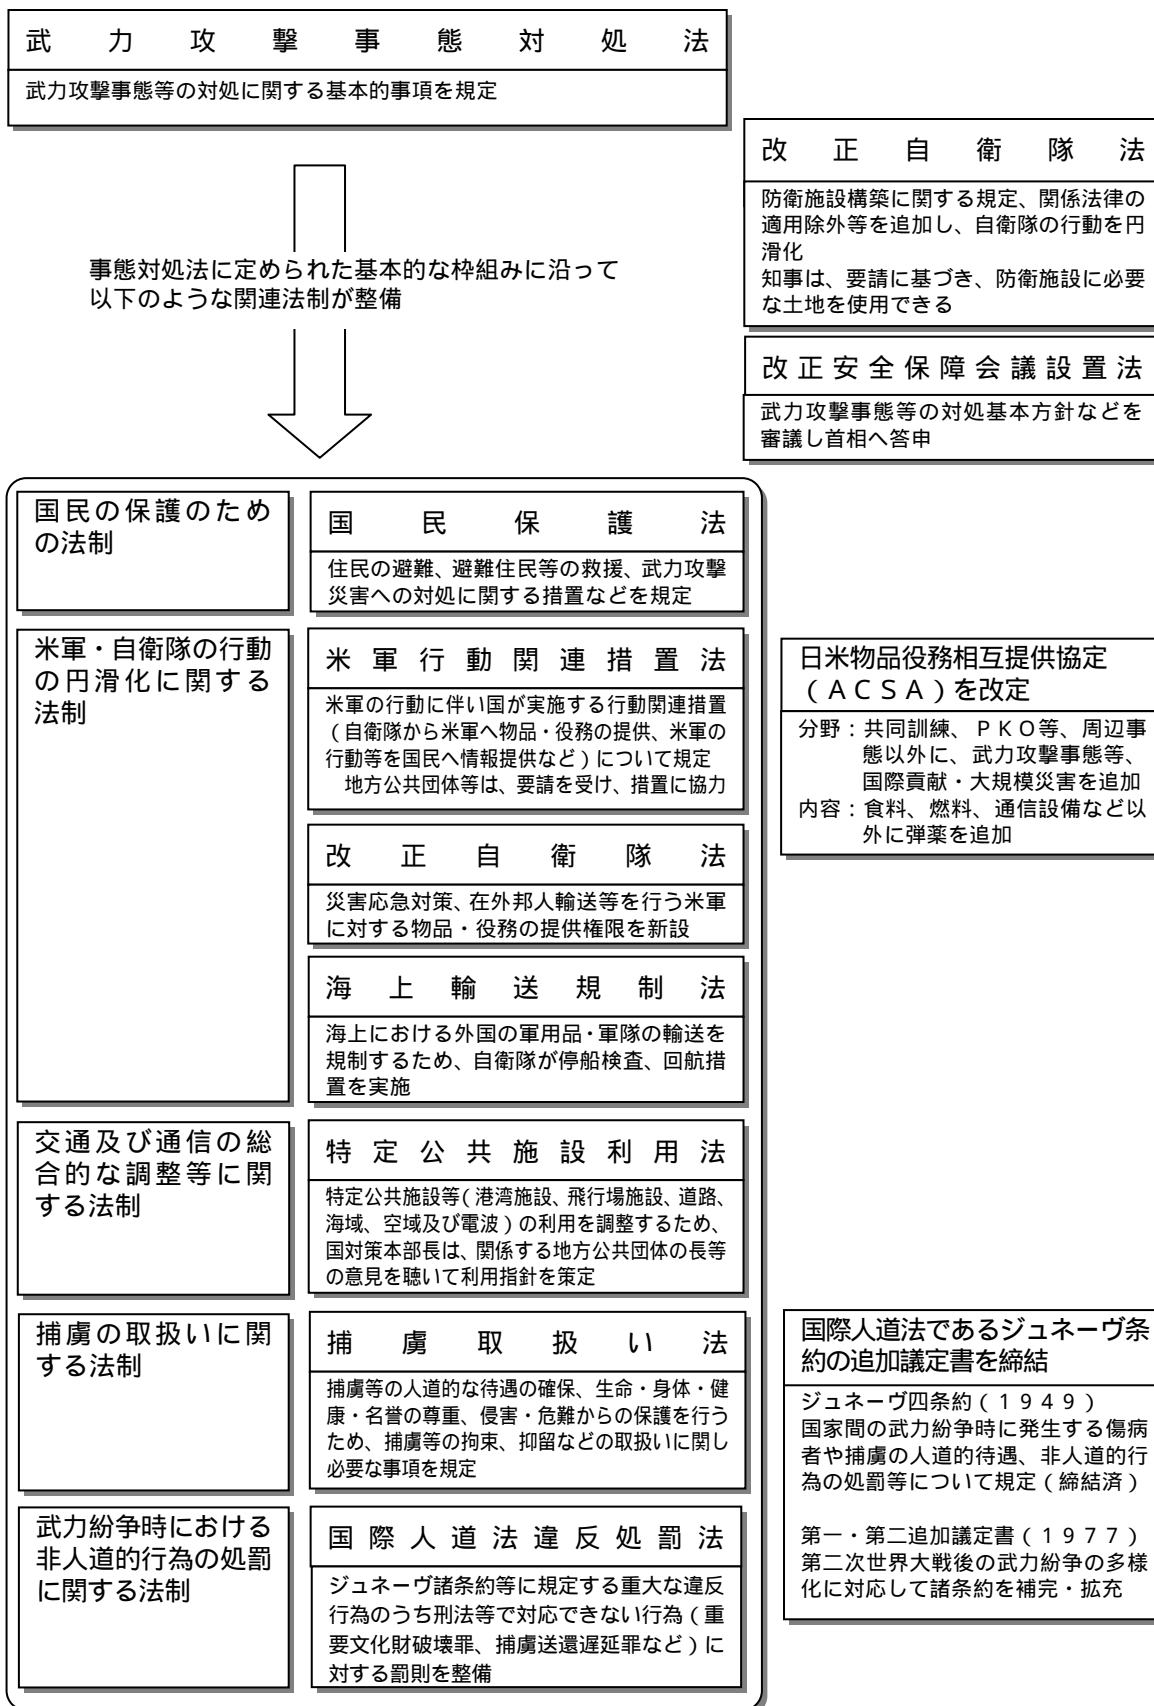 武力攻撃事態対処法
武力攻撃事態等の対処に関する基本的事項を規定
改正自衛隊法
防衛施設構築に関する規定、関係法律の
適用除外等を追加し、自衛隊の行動を円
滑化
知事は、要請に基づき、防衛施設に必要
な土地を使用できる
事態対処法に定められた基本的な枠組みに沿って
以下のような関連法制が整備
改正安全保障会議設置法
武力攻撃事態等の対処基本方針などを
審議し首相へ答申
国民の保護のため
の法制
国民保護法
住民の避難、避難住民等の救援、武力攻撃
災害への対処に関する措置などを規定
米軍・自衛隊の行動
の円滑化に関する
法制
米軍行動関連措置法
米軍の行動に伴い国が実施する行動関連措置
（自衛隊から米軍へ物品・役務の提供、米軍の
行動等を国民へ情報提供など）について規定
地方公共団体等は、要請を受け、措置に協力
日米物品役務相互提供協定
（ＡＣＳＡ）を改定
分野：共同訓練、ＰＫＯ等、周辺事
態以外に、武力攻撃事態等、
国際貢献・大規模災害を追加
内容：食料、燃料、通信設備など以
外に弾薬を追加
改正自衛隊法
災害応急対策、在外邦人輸送等を行う米軍
に対する物品・役務の提供権限を新設
海上輸送規制法
海上における外国の軍用品・軍隊の輸送を
規制するため、自衛隊が停船検査、回航措
置を実施
交通及び通信の総
合的な調整等に関
する法制
特定公共施設利用法
特定公共施設等（港湾施設、飛行場施設、道路、
海域、空域及び電波）の利用を調整するため、
国対策本部長は、関係する地方公共団体の長等
の意見を聴いて利用指針を策定
捕虜の取扱いに関
する法制
捕虜取扱い法
捕虜等の人道的な待遇の確保、生命・身体・健
康・名誉の尊重、侵害・危難からの保護を行う
ため、捕虜等の拘束、抑留などの取扱いに関し
必要な事項を規定
国際人道法であるジュネーヴ条
約の追加議定書を締結
ジュネーヴ四条約（１９４９）
国家間の武力紛争時に発生する傷病
者や捕虜の人道的待遇、非人道的行
為の処罰等について規定（締結済）
第一・第二追加議定書（１９７７）
第二次世界大戦後の武力紛争の多様
化に対応して諸条約を補完・拡充
武力紛争時における
非人道的行為の処罰
に関する法制
国際人道法違反処罰法
ジュネーヴ諸条約等に規定する重大な違反
行為のうち刑法等で対応できない行為（重
要文化財破壊罪、捕虜送還遅延罪など）に
対する罰則を整備